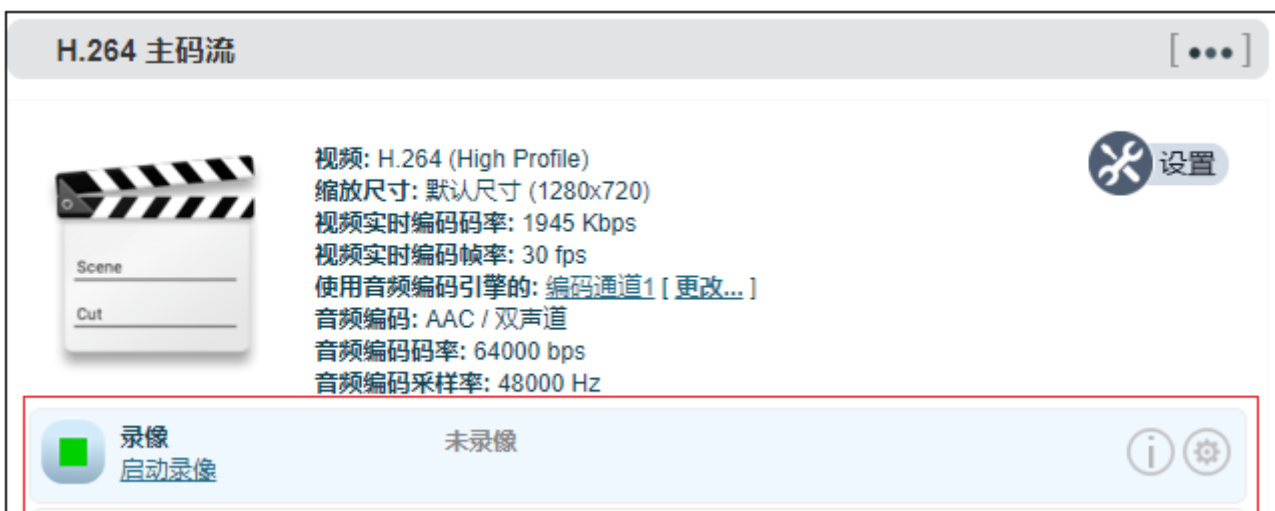 H.264 主码流
[ ••• ]
视频: H.264 (High Profile)
缩放尺寸: 默认尺寸 (1280x720)
视频实时编码码率: 1945 Kbps
视频实时编码帧率: 30 fps
使用音频编码引擎的: 编码通道1 [ 更改... ]
音频编码: AAC / 双声道
音频编码码率: 64000 bps
音频编码采样率: 48000 Hz
设置
Scene
Cut
录像
启动录像
未录像